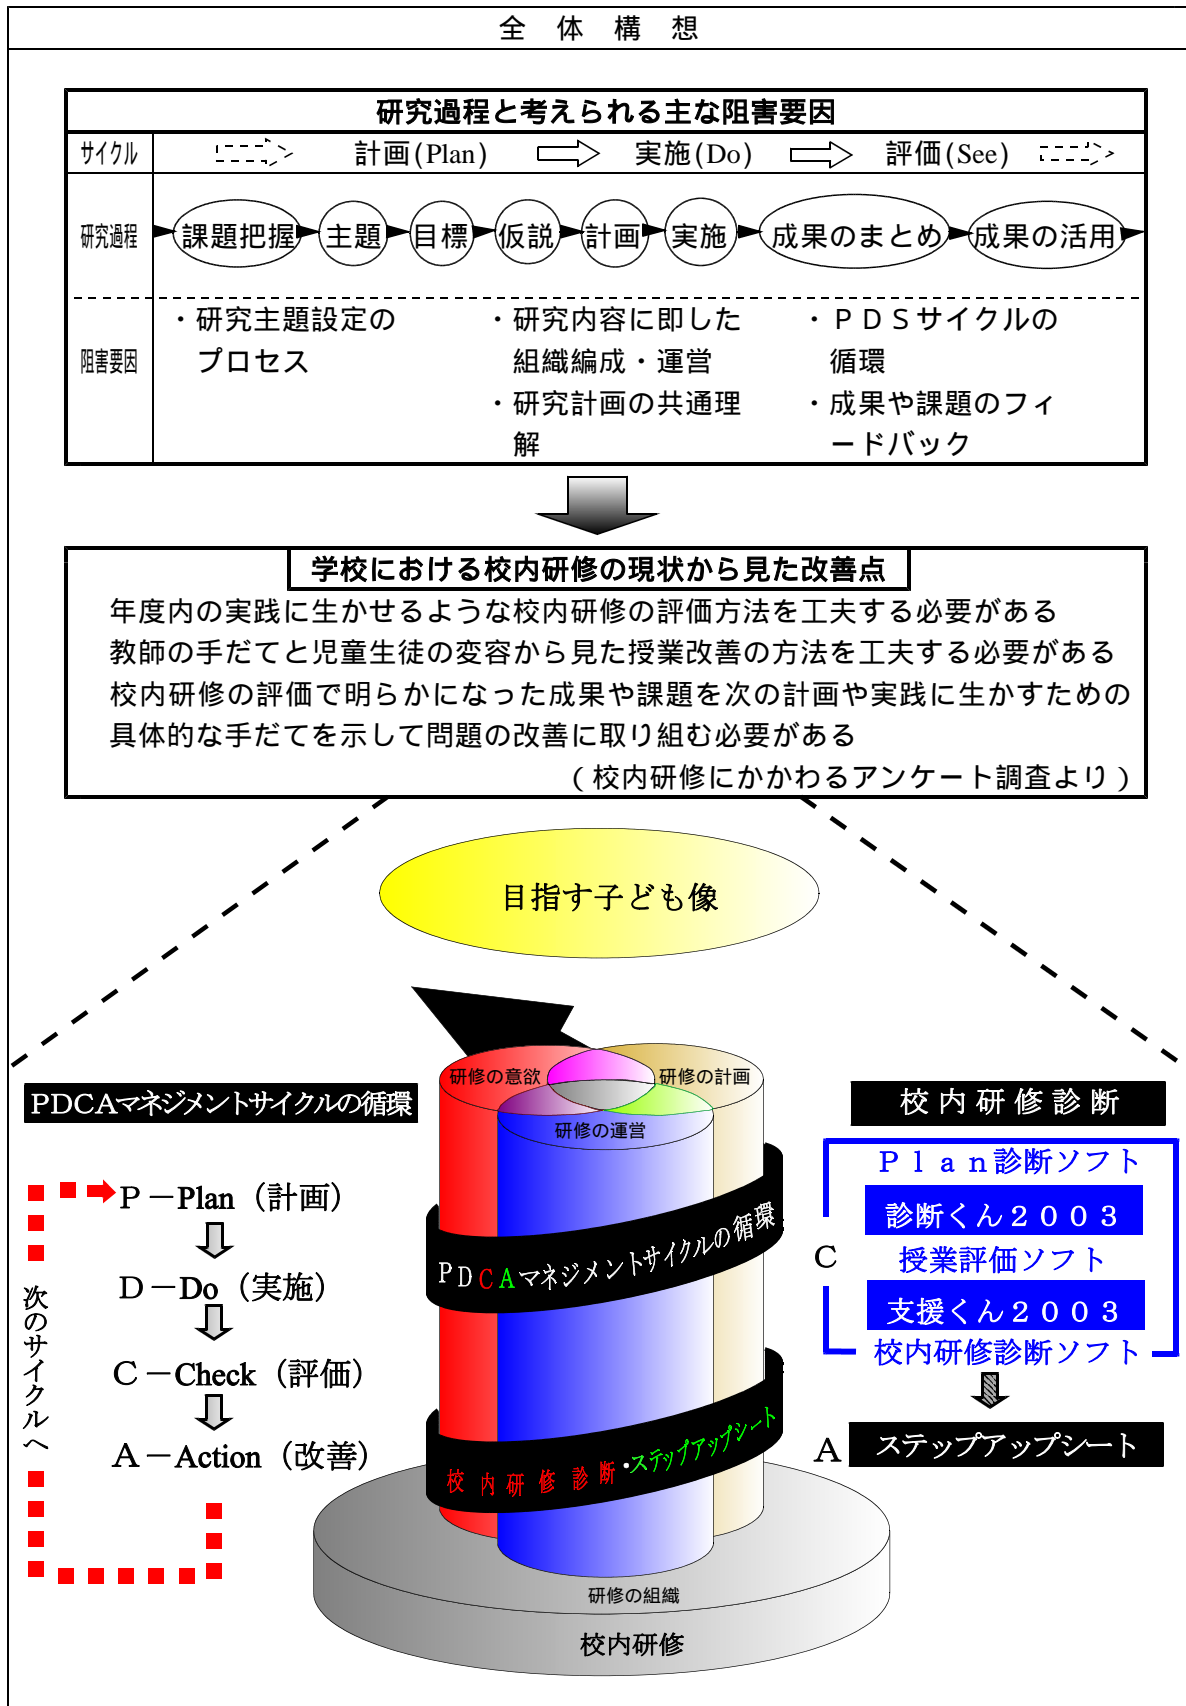 全体構想
研究過程と考えられる主な阻害要因
サイクル 計画(Plan) 実施(Do) 評価(See)
研究過程 課題把握 主題 目標 仮説 計画 実施 成果のまとめ 成果の活用
阻害要因
・研究主題設定の
プロセス
・研究内容に即した
組織編成・運営
・研究計画の共通理
解
・ＰＤＳサイクルの
循環
・成果や課題のフィ
ードバック
学校における校内研修の現状から見た改善点
年度内の実践に生かせるような校内研修の評価方法を工夫する必要がある
教師の手だてと児童生徒の変容から見た授業改善の方法を工夫する必要がある
校内研修の評価で明らかになった成果や課題を次の計画や実践に生かすための
具体的な手だてを示して問題の改善に取り組む必要がある
（校内研修にかかわるアンケート調査より）
目指す子ども像
PDCAマネジメントサイクルの循環
P－Plan（計画）
D－Do（実施）
C－Check（評価）
A－Action（改善）
次のサイクルへ
研修の意欲
研修の計画
研修の運営
PDCAマネジメントサイクルの循環
校内研修診断・ステップアップシート
研修の組織
校内研修
校内研修診断
Ｐｌａｎ診断ソフト
診断くん２００３
C 授業評価ソフト
支援くん２００３
校内研修診断ソフト
A ステップアップシート